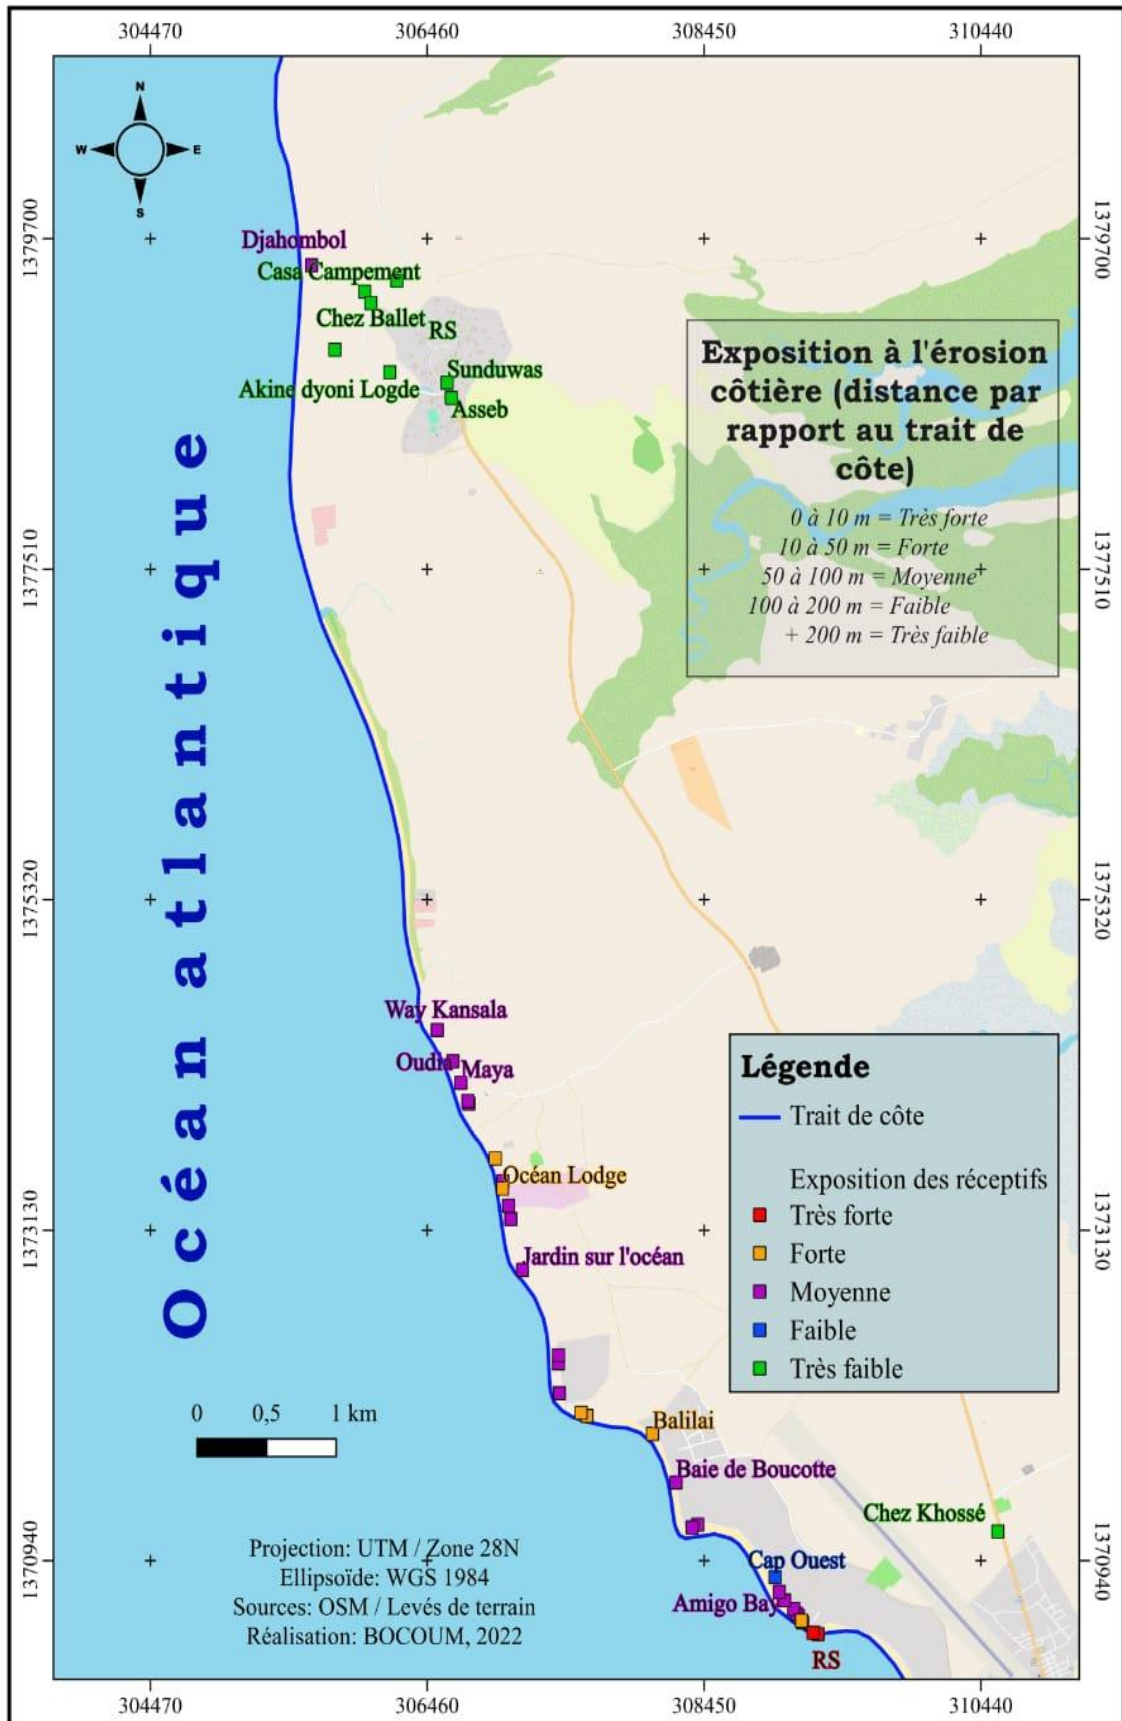 304470
306460
308450
310440
N
W
E
S
1379700
1379700
Djahombol
Casa Campement
Chez Ballet
RS
Akine dyoni Logde
Sunduwas
Asseb
Exposition à l'érosion
côtière (distance par
rapport au trait de
côte)
0 à 10 m = Très forte
10 à 50 m = Forte
50 à 100 m = Moyenne
100 à 200 m = Faible
+ 200 m = Très faible
Océan atlantique
1377510
1377510
1375320
1375320
Way Kansala
Oudia
Maya
Océan Lodge
Jardin sur l'océan
1373130
1373130
Légende
Trait de côte
Exposition des réceptifs
Très forte
Forte
Moyenne
Faible
Très faible
0 0,5 1 km
Balilai
Baie de Boucotte
Chez Khossé
Cap Ouest
Amigo Bay
RS
1370940
1370940
Projection: UTM / Zone 28N
Ellipsoïde: WGS 1984
Sources: OSM / Levés de terrain
Réalisation: BOCOUM, 2022
304470
306460
308450
310440